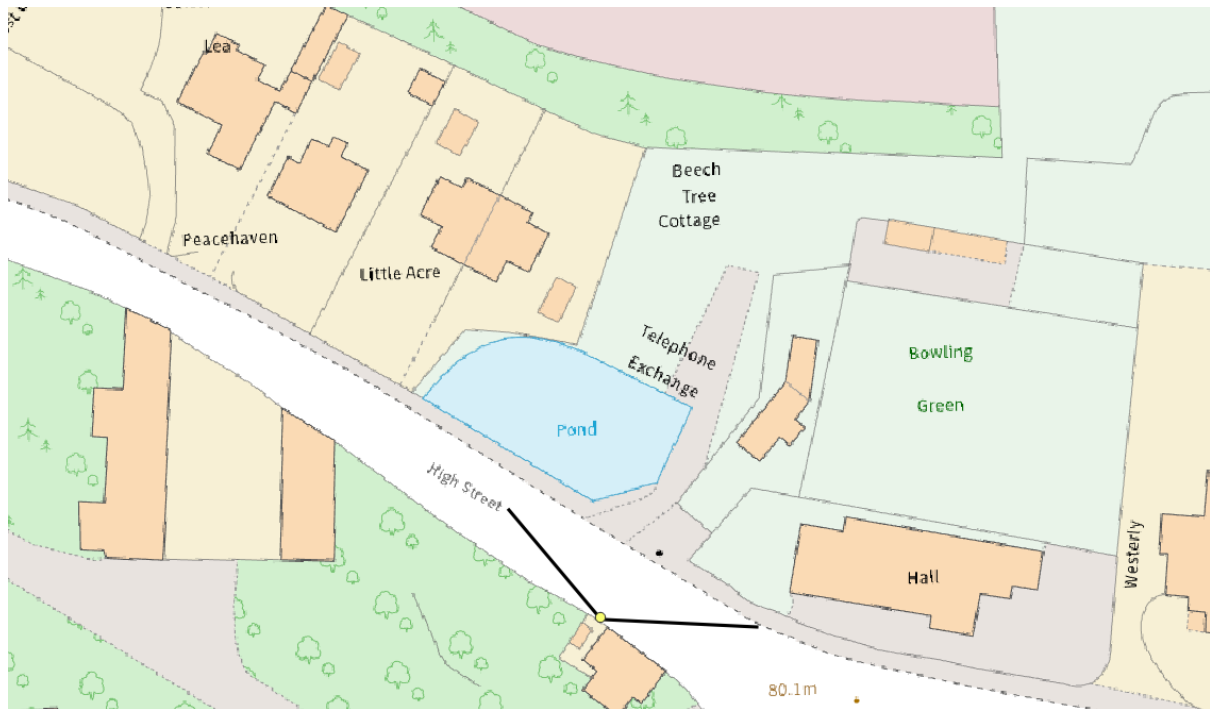 Lea
Beech
Tree
Cottage
Peacehaven
Little Acre
Telephone
Exchange
Bowling
Green
Pond
High Street
Westerly
Hall
80.1m